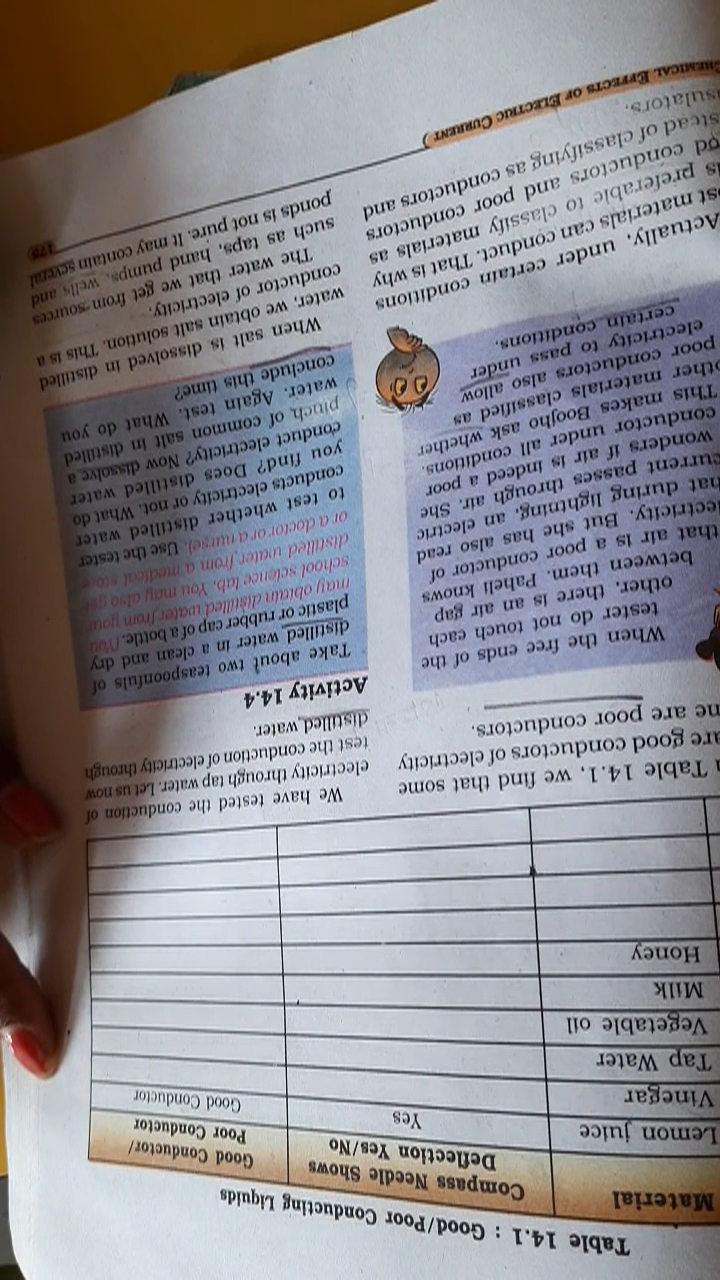 Table 14.1 : Good/Poor Conducting Liquids
Material
Compass Needle Shows
Deflection Yes/No
Good Conductor/
Poor Conductor
Lemon juice
Yes
Good Conductor
Vinegar
Tap Water
Vegetable oil
Milk
Honey
Table 14.1, we find that some
are good conductors of electricity
are poor conductors.
When the free ends of the
tester do not touch each
other, there is an air gap
between them. Paheli knows
that air is a poor conductor of
electricity. But she has also read
that during lightning, an electric
current passes through air. She
wonders if air is indeed a poor
conductor under all conditions.
This makes Boojho ask whether
other materials classified as
poor conductors also allow
electricity to pass under
certain conditions.
Actually, under certain conditions
most materials can conduct. That is why
is preferable to classify materials as
good conductors and poor conductors
instead of classifying as conductors and
insulators.
We have tested the conduction of
electricity through tap water. Let us now
test the conduction of electricity through
distilled water.
Activity 14.4
Take about two teaspoonfuls of
distilled water in a clean and dry
plastic or rubber cap of a bottle. (You
may obtain distilled water from your
school science lab. You may also get
distilled water from a medical store
or a doctor or a nurse). Use the tester
to test whether distilled water
conducts electricity or not. What do
you find? Does distilled water
conduct electricity? Now dissolve a
pinch of common salt in distilled
water. Again test. What do you
conclude this time?
When salt is dissolved in distilled
water, we obtain salt solution. This is a
conductor of electricity.
The water that we get from sources
such as taps, hand pumps, wells and
ponds is not pure. It may contain several
CHEMICAL EFFECTS OF ELECTRIC CURRENT
175